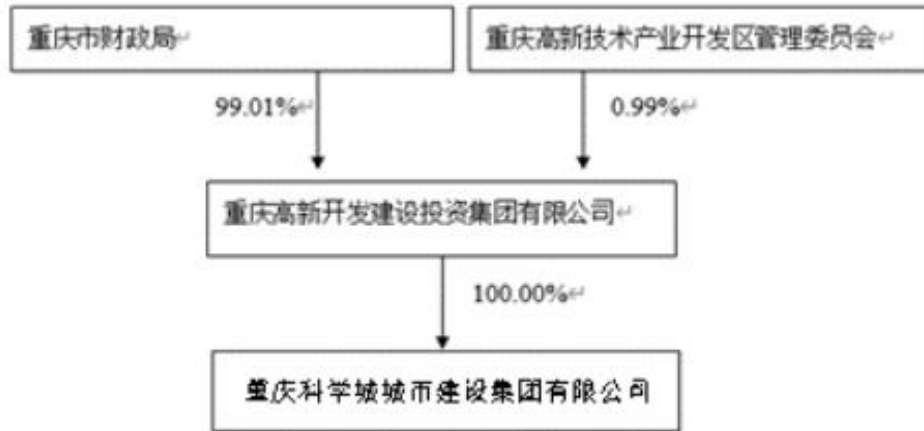 重庆市财政局
重庆高新技术产业开发区管理委员会
99.01%
0.99%
重庆高新开发建设投资集团有限公司
100.00%
重庆科学城城市建设集团有限公司